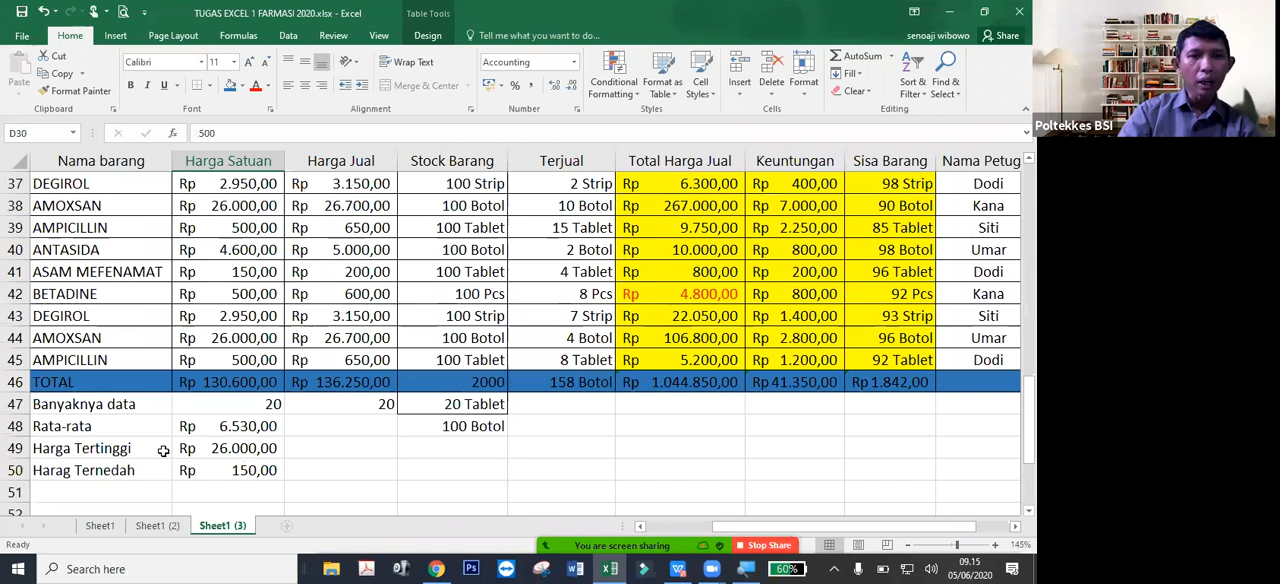 TUGAS EXCEL 1 FARMASI 2020.xlsx - Excel
Table Tools
File Home Insert Page Layout Formulas Data Review View Design Tell me what you want to do... senoaji wibowo Share
Paste Cut Copy Format Painter Clipboard
Calibri 11 A A B I U A Font
Wrap Text Merge & Center Alignment
Accounting % , Number
Conditional Formatting Format as Table Cell Styles Styles
Insert Delete Format Cells
AutoSum Fill Clear Sort & Filter Find & Select Editing
Poltekkes BSI
D30 fx 500
Nama barang Harga Satuan Harga Jual Stock Barang Terjual Total Harga Jual Keuntungan Sisa Barang Nama Petug
37 DEGIROL Rp 2.950,00 Rp 3.150,00 100 Strip 2 Strip Rp 6.300,00 Rp 400,00 98 Strip Dodi
38 AMOXSAN Rp 26.000,00 Rp 26.700,00 100 Botol 10 Botol Rp 267.000,00 Rp 7.000,00 90 Botol Kana
39 AMPICILLIN Rp 500,00 Rp 650,00 100 Tablet 15 Tablet Rp 9.750,00 Rp 2.250,00 85 Tablet Siti
40 ANTASIDA Rp 4.600,00 Rp 5.000,00 100 Botol 2 Botol Rp 10.000,00 Rp 800,00 98 Botol Umar
41 ASAM MEFENAMAT Rp 150,00 Rp 200,00 100 Tablet 4 Tablet Rp 800,00 Rp 200,00 96 Tablet Dodi
42 BETADINE Rp 500,00 Rp 600,00 100 Pcs 8 Pcs Rp 4.800,00 Rp 800,00 92 Pcs Kana
43 DEGIROL Rp 2.950,00 Rp 3.150,00 100 Botol 7 Strip Rp 22.050,00 Rp 1.400,00 93 Strip Siti
44 AMOXSAN Rp 26.000,00 Rp 26.700,00 100 Botol 4 Botol Rp 106.800,00 Rp 2.800,00 96 Botol Umar
45 AMPICILLIN Rp 500,00 Rp 650,00 100 Tablet 8 Tablet Rp 5.200,00 Rp 1.200,00 92 Tablet Dodi
46 TOTAL Rp 130.600,00 Rp 136.250,00 2000 158 Botol Rp 1.044.850,00 Rp 41.350,00 Rp 1.842,00
47 Banyaknya data 20 20 20 Tablet
48 Rata-rata Rp 6.530,00 100 Botol
49 Harga Tertinggi Rp 26.000,00
50 Harag Ternedah Rp 150,00
51
52
Sheet1 Sheet1 (2) Sheet1 (3)
Ready You are screen sharing Stop Share 145%
Search here 60% 09.15
05/06/2020